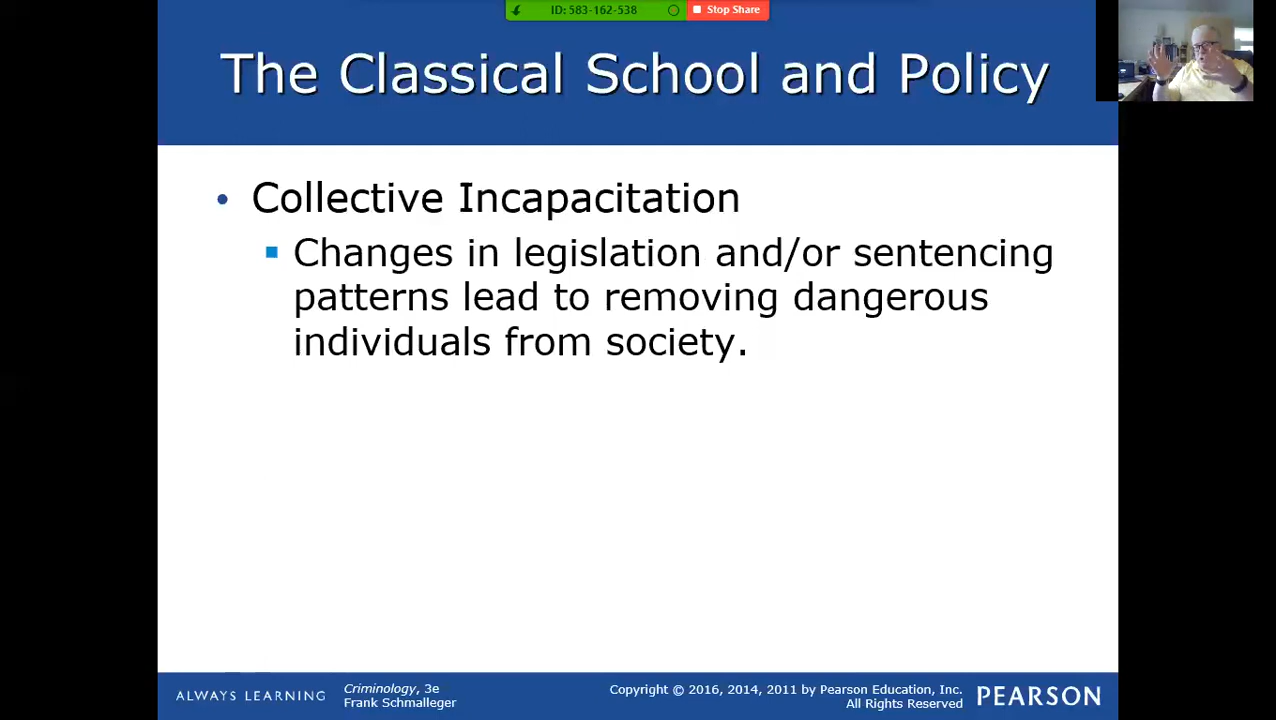 ID: 583-162-538
Stop Share
The Classical School and Policy
• Collective Incapacitation
▪ Changes in legislation and/or sentencing
patterns lead to removing dangerous
individuals from society.
ALWAYS LEARNING
Criminology, 3e
Frank Schmalleger
Copyright © 2016, 2014, 2011 by Pearson Education, Inc.
All Rights Reserved
PEARSON